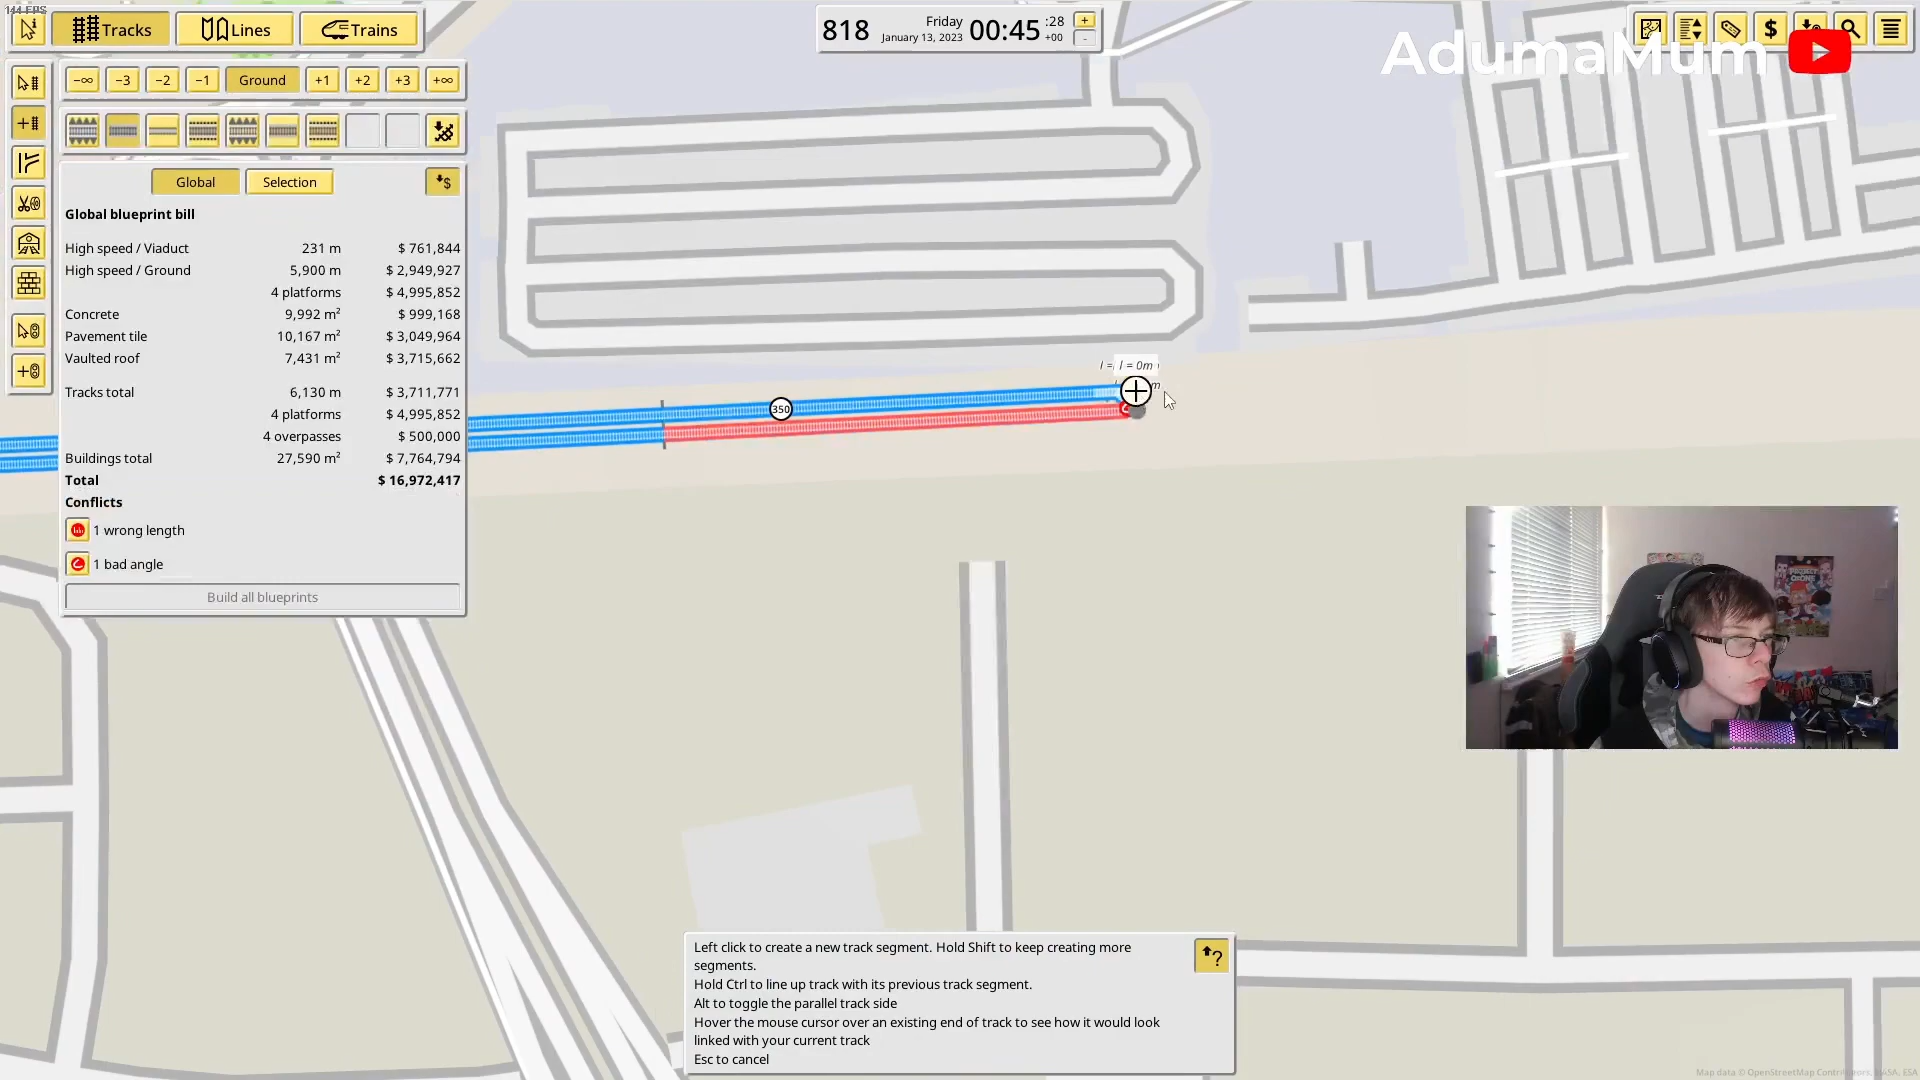 144 FPS
Tracks
Lines
Trains
818
Friday
January 13, 2023
00:45
:28
+00
+
-
$
AdumaMum
−∞
−3
−2
−1
Ground
+1
+2
+3
+∞
Global
Selection
$
Global blueprint bill
High speed / Viaduct 231 m $ 761,844
High speed / Ground 5,900 m $ 2,949,927
4 platforms $ 4,995,852
Concrete 9,992 m² $ 999,168
Pavement tile 10,167 m² $ 3,049,964
Vaulted roof 7,431 m² $ 3,715,662
Tracks total 6,130 m $ 3,711,771
4 platforms $ 4,995,852
4 overpasses $ 500,000
Buildings total 27,590 m² $ 7,764,794
Total $ 16,972,417
Conflicts
1 wrong length
1 bad angle
Build all blueprints
l = 0m
350
Left click to create a new track segment. Hold Shift to keep creating more
segments.
Hold Ctrl to line up track with its previous track segment.
Alt to toggle the parallel track side
Hover the mouse cursor over an existing end of track to see how it would look
linked with your current track
Esc to cancel
?